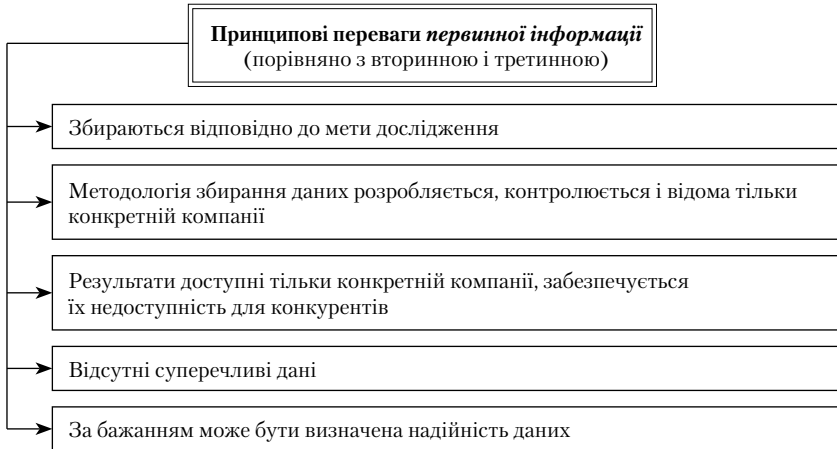 Принципові переваги первинної інформації
(порівняно з вторинною і третинною)
Збираються відповідно до мети дослідження
Методологія збирання даних розробляється, контролюється і відома тільки
конкретній компанії
Результати доступні тільки конкретній компанії, забезпечується
їх недоступність для конкурентів
Відсутні суперечливі дані
За бажанням може бути визначена надійність даних